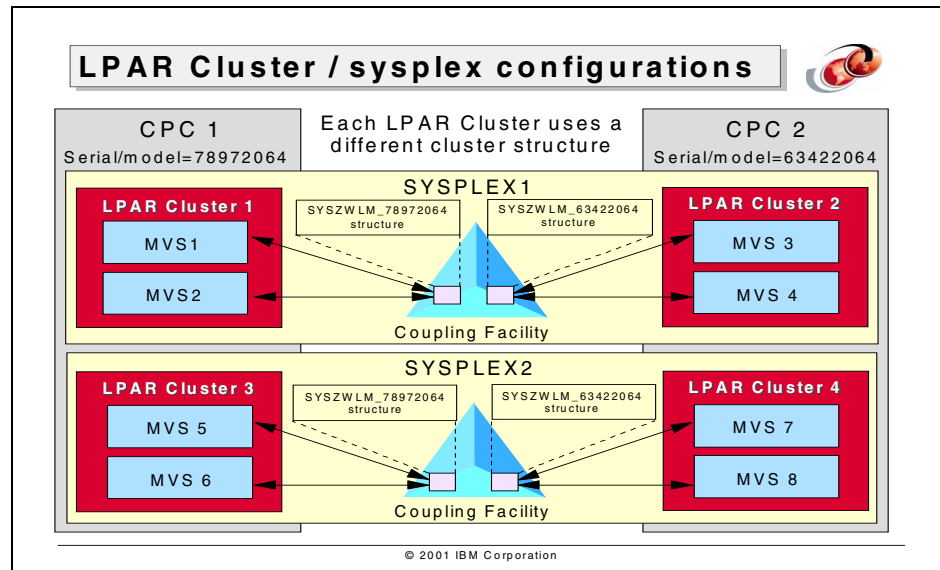 LPAR Cluster / sysplex configurations
CPC 1
Serial/model=78972064
Each LPAR Cluster uses a
different cluster structure
CPC 2
Serial/model=63422064
SYSPLEX1
LPAR Cluster 1
MVS1
MVS2
SYSZWLM_78972064
structure
SYSZWLM_63422064
structure
Coupling Facility
LPAR Cluster 2
MVS 3
MVS 4
SYSPLEX2
LPAR Cluster 3
MVS 5
MVS 6
SYSZWLM_78972064
structure
SYSZWLM_63422064
structure
Coupling Facility
LPAR Cluster 4
MVS 7
MVS 8
© 2001 IBM Corporation